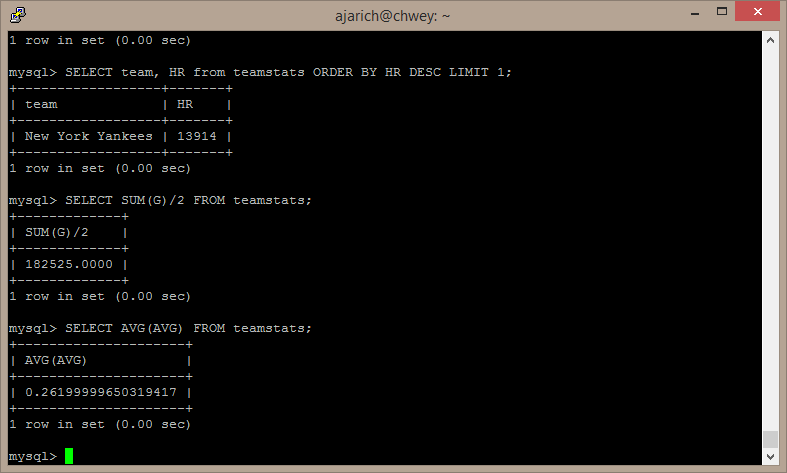 ajarich@chwey: ~
1 row in set (0.00 sec)
mysql> SELECT team, HR from teamstats ORDER BY HR DESC LIMIT 1;
+------------------+-------+
| team             | HR    |
+------------------+-------+
| New York Yankees | 13914 |
+------------------+-------+
1 row in set (0.00 sec)
mysql> SELECT SUM(G)/2 FROM teamstats;
+-------------+
| SUM(G)/2    |
+-------------+
| 182525.0000 |
+-------------+
1 row in set (0.00 sec)
mysql> SELECT AVG(AVG) FROM teamstats;
+---------------------+
| AVG(AVG)            |
+---------------------+
| 0.26199999650319417 |
+---------------------+
1 row in set (0.00 sec)
mysql>